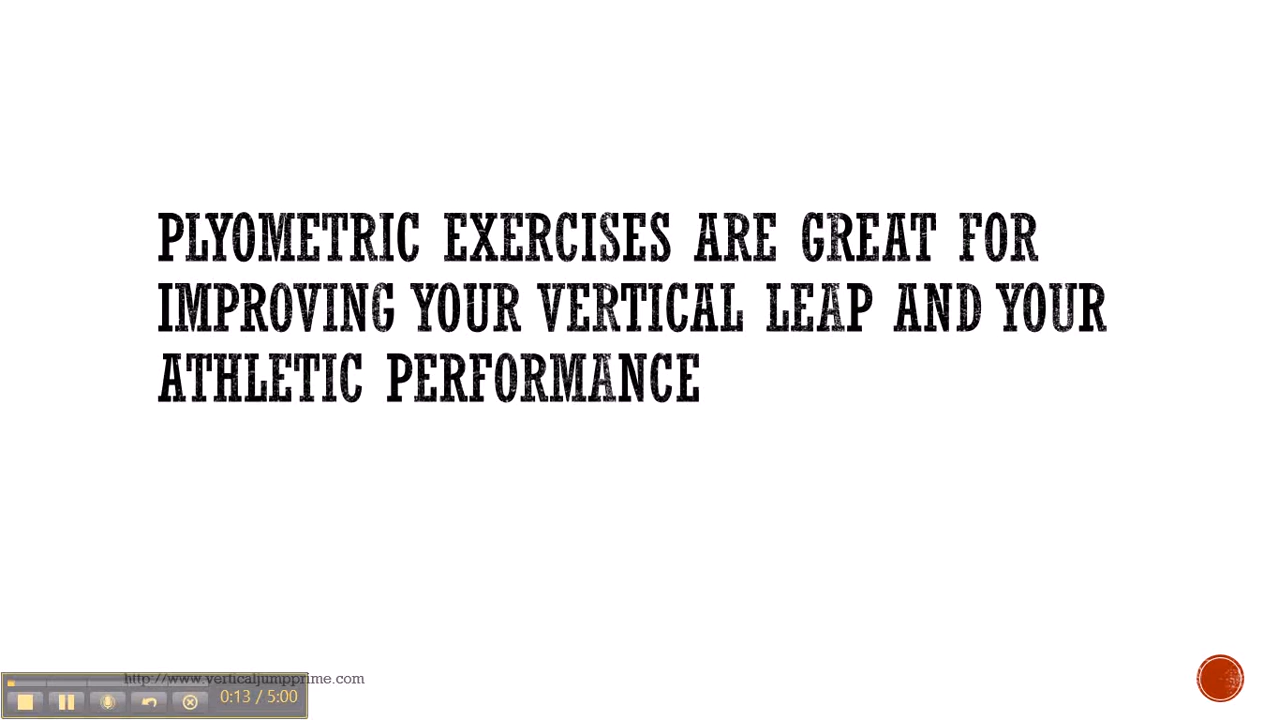 PLYOMETRIC EXERCISES ARE GREAT FOR
IMPROVING YOUR VERTICAL LEAP AND YOUR
ATHLETIC PERFORMANCE
http://www.verticaljumpprime.com
0:13 / 5:00